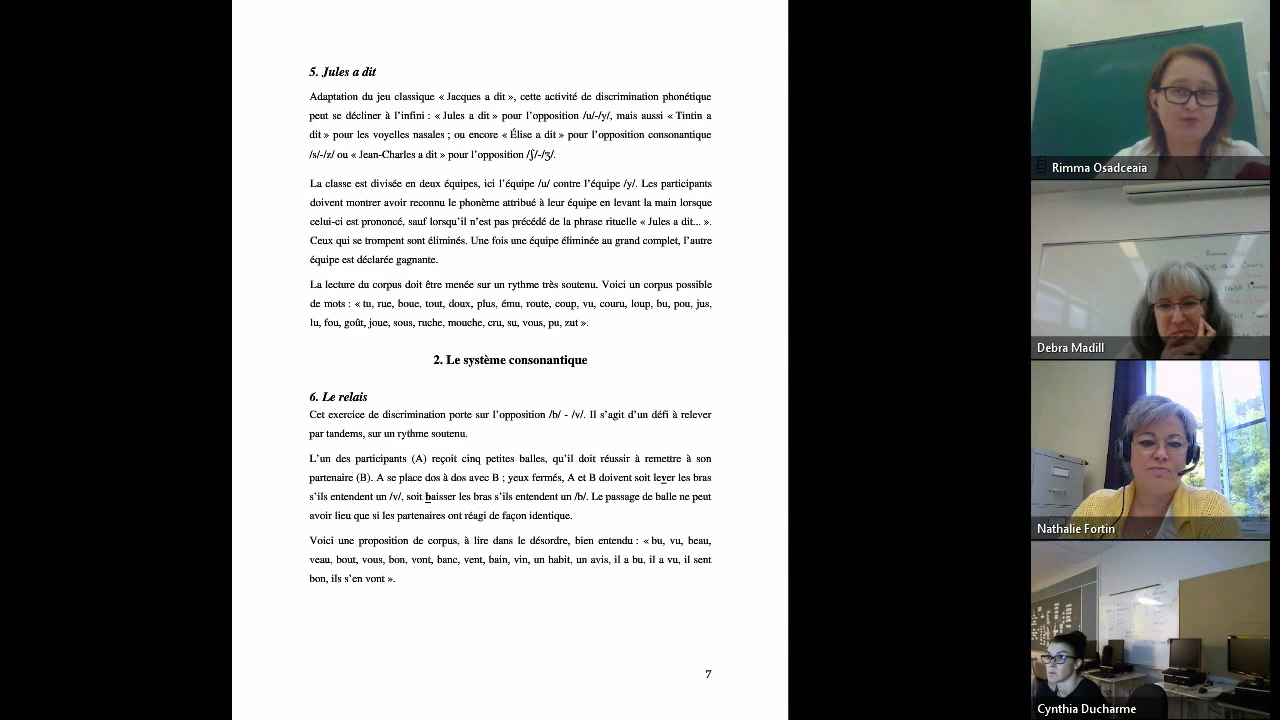 5. Jules a dit
Adaptation du jeu classique « Jacques a dit », cette activité de discrimination phonétique
peut se décliner à l'infini : « Jules a dit » pour l'opposition /u/-/y/, mais aussi « Tintin a
dit » pour les voyelles nasales ; ou encore « Élise a dit » pour l'opposition consonantique
/s/-/z/ ou « Jean-Charles a dit » pour l'opposition /ʃ/-/ʒ/.
La classe est divisée en deux équipes, ici l'équipe /u/ contre l'équipe /y/. Les participants
doivent montrer avoir reconnu le phonème attribué à leur équipe en levant la main lorsque
celui-ci est prononcé, sauf lorsqu'il n'est pas précédé de la phrase rituelle « Jules a dit... ».
Ceux qui se trompent sont éliminés. Une fois une équipe éliminée au grand complet, l'autre
équipe est déclarée gagnante.
La lecture du corpus doit être menée sur un rythme très soutenu. Voici un corpus possible
de mots : « tu, rue, boue, tout, doux, plus, ému, route, coup, vu, couru, loup, bu, pou, jus,
lu, fou, goût, joue, sous, ruche, mouche, cru, su, vous, pu, zut ».
2. Le système consonantique
6. Le relais
Cet exercice de discrimination porte sur l'opposition /b/ - /v/. Il s'agit d'un défi à relever
par tandems, sur un rythme soutenu.
L'un des participants (A) reçoit cinq petites balles, qu'il doit réussir à remettre à son
partenaire (B). A se place dos à dos avec B ; yeux fermés, A et B doivent soit lever les bras
s'ils entendent un /v/, soit baisser les bras s'ils entendent un /b/. Le passage de balle ne peut
avoir lieu que si les partenaires ont réagi de façon identique.
Voici une proposition de corpus, à lire dans le désordre, bien entendu : « bu, vu, beau,
veau, bout, vous, bon, vont, banc, vent, bain, vin, un habit, un avis, il a bu, il a vu, il sent
bon, ils s'en vont ».
7
Rimma Osadceaia
Debra Madill
Nathalie Fortin
Cynthia Ducharme